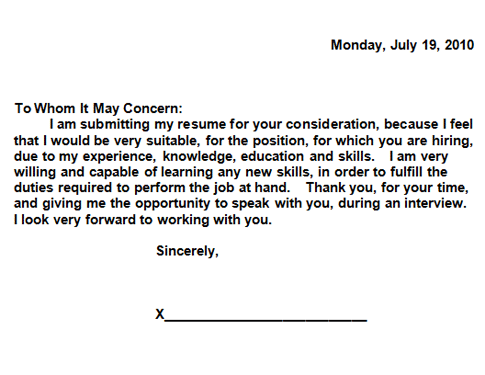 Monday, July 19, 2010
To Whom It May Concern:
I am submitting my resume for your consideration, because I feel
that I would be very suitable, for the position, for which you are hiring,
due to my experience, knowledge, education and skills. I am very
willing and capable of learning any new skills, in order to fulfill the
duties required to perform the job at hand. Thank you, for your time,
and giving me the opportunity to speak with you, during an interview.
I look very forward to working with you.
Sincerely,
X___________________________